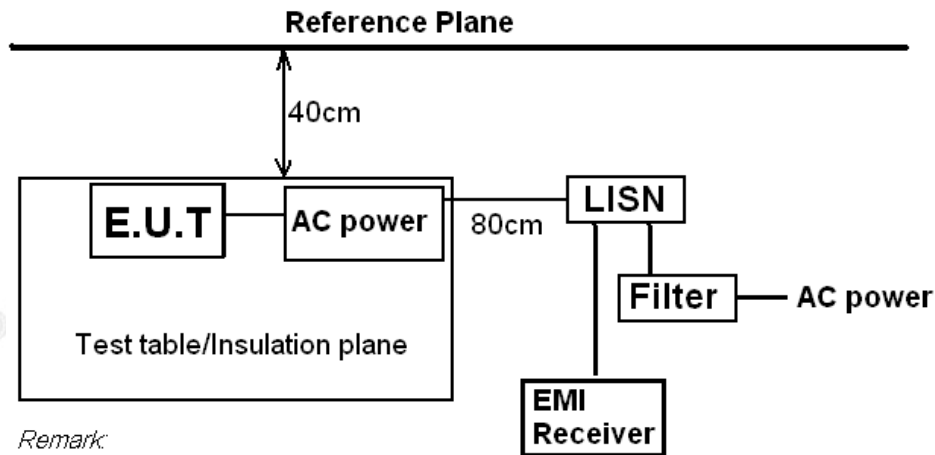 Reference Plane
40cm
E.U.T
AC power
80cm
LISN
Filter
AC power
Test table/Insulation plane
EMI
Receiver
Remark: